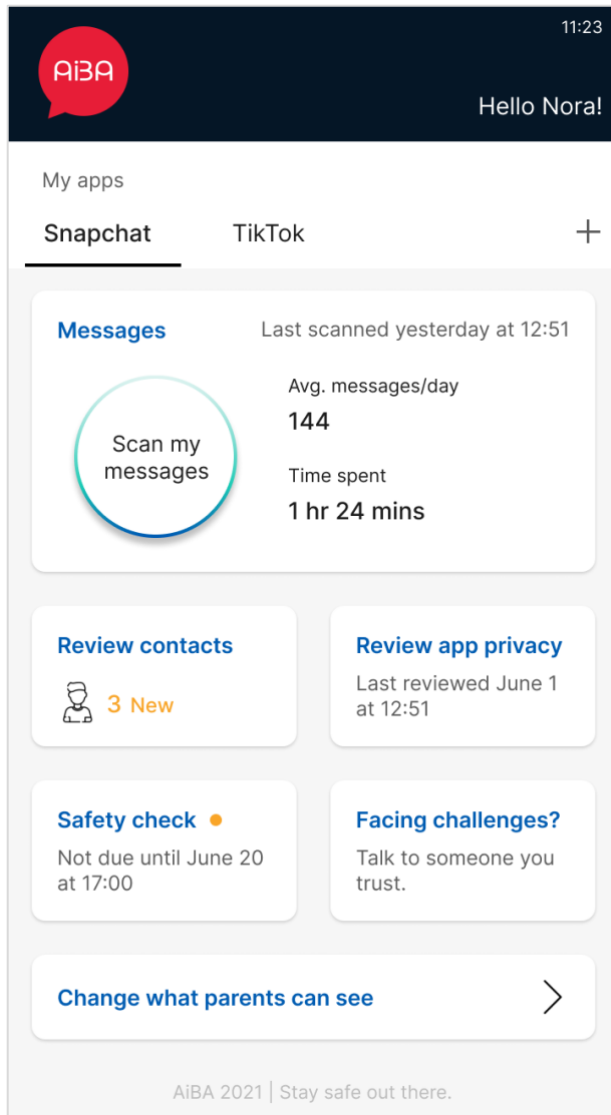 11:23
AiBA
Hello Nora!
My apps
Snapchat TikTok +
Messages Last scanned yesterday at 12:51
Scan my
messages
Avg. messages/day
144
Time spent
1 hr 24 mins
Review contacts
3 New
Review app privacy
Last reviewed June 1
at 12:51
Safety check
Not due until June 20
at 17:00
Facing challenges?
Talk to someone you
trust.
Change what parents can see
AiBA 2021 | Stay safe out there.